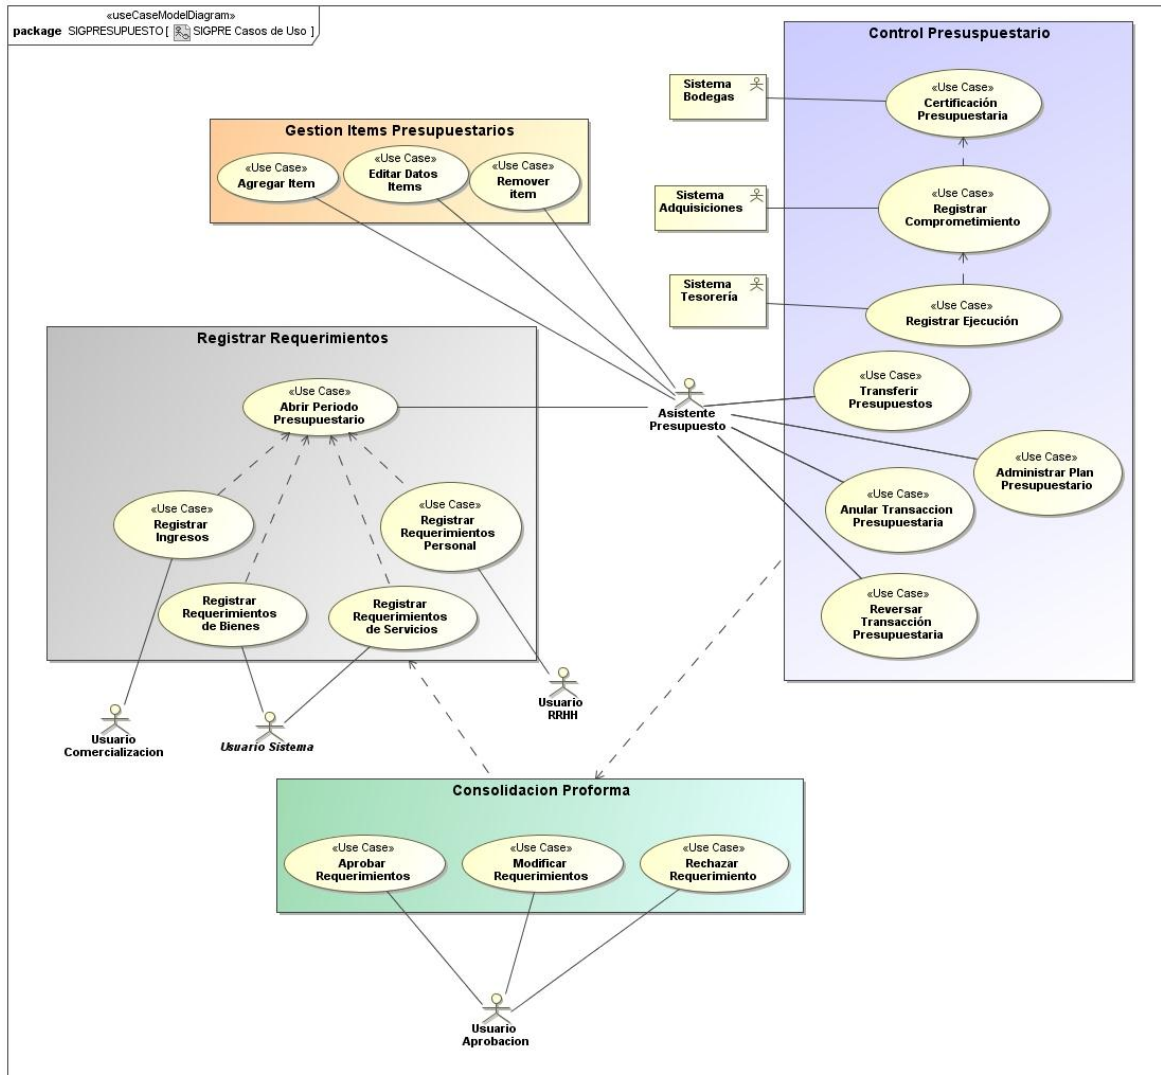 «useCaseModelDiagram»
package SIGPRESUPUESTO [ SIGPRE Casos de Uso ]
Control Presuspuestario
Sistema
Bodegas
«Use Case»
Certificación
Presupuestaria
Gestion Items Presupuestarios
«Use Case»
Agregar Item
«Use Case»
Editar Datos
Items
«Use Case»
Remover
item
Sistema
Adquisiciones
«Use Case»
Registrar
Comprometimiento
Sistema
Tesorería
«Use Case»
Registrar Ejecución
Registrar Requerimientos
«Use Case»
Abrir Periodo
Presupuestario
Asistente
Presupuesto
«Use Case»
Transferir
Presupuestos
«Use Case»
Administrar Plan
Presupuestario
«Use Case»
Anular Transaccion
Presupuestaria
«Use Case»
Registrar
Ingresos
«Use Case»
Registrar
Requerimientos
Personal
Registrar
Requerimientos
de Bienes
Registrar
Requerimientos
de Servicios
«Use Case»
Reversar
Transacción
Presupuestaria
Usuario
RRHH
Usuario
Comercializacion
Usuario Sistema
Consolidacion Proforma
«Use Case»
Aprobar
Requerimientos
«Use Case»
Modificar
Requerimientos
«Use Case»
Rechazar
Requerimiento
Usuario
Aprobacion